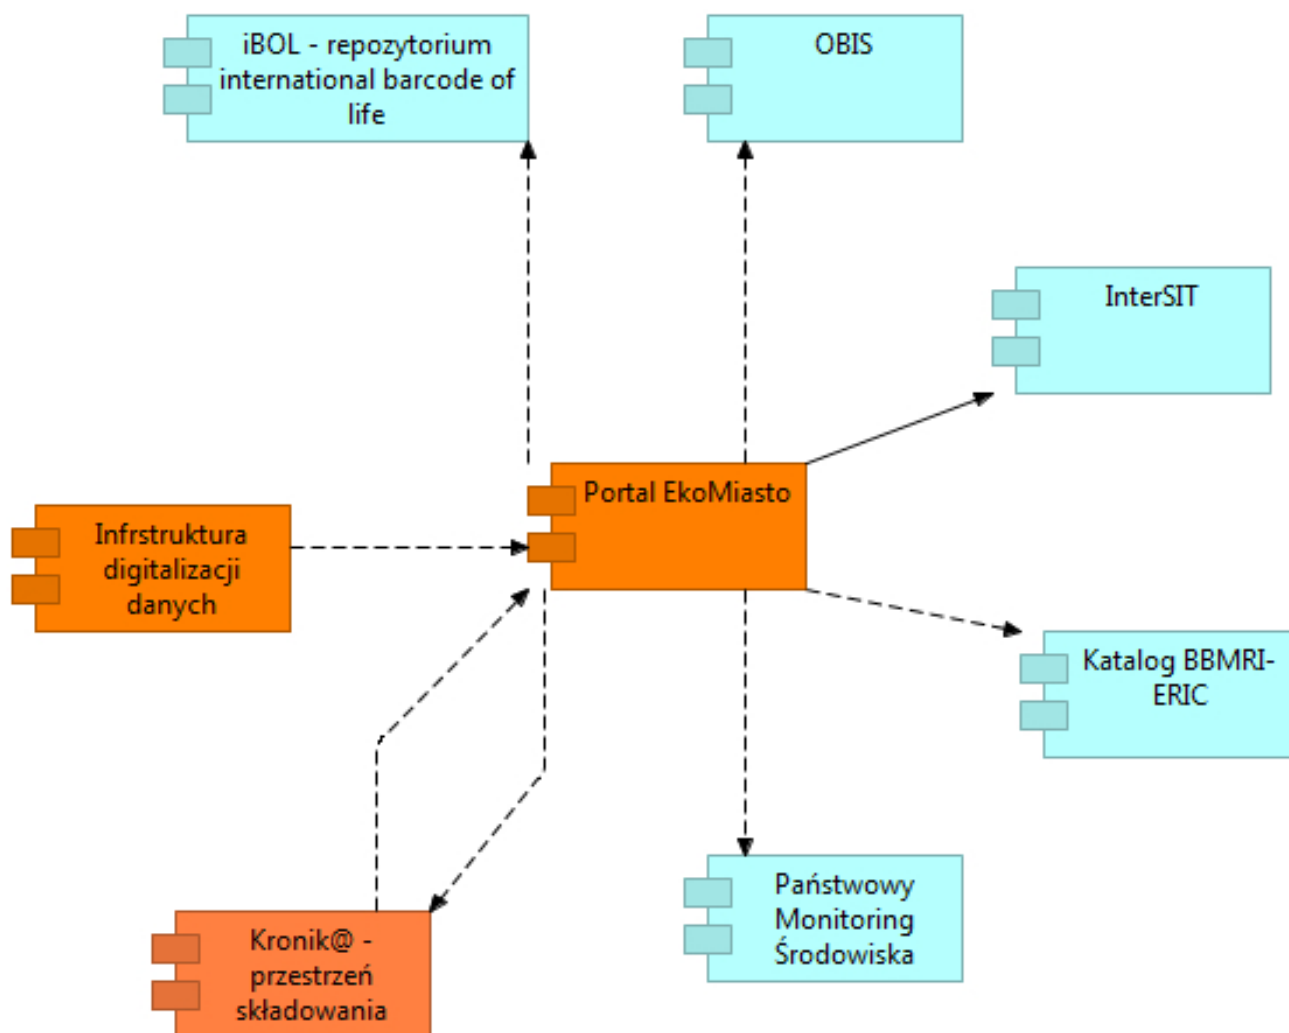 iBOL - repozytorium
international barcode of
life
OBIS
InterSIT
Portal EkoMiasto
Infrstruktura
digitalizacji
danych
Katalog BBMRI-
ERIC
Państwowy
Monitoring
Środowiska
Kronik@ -
przestrzeń
składowania